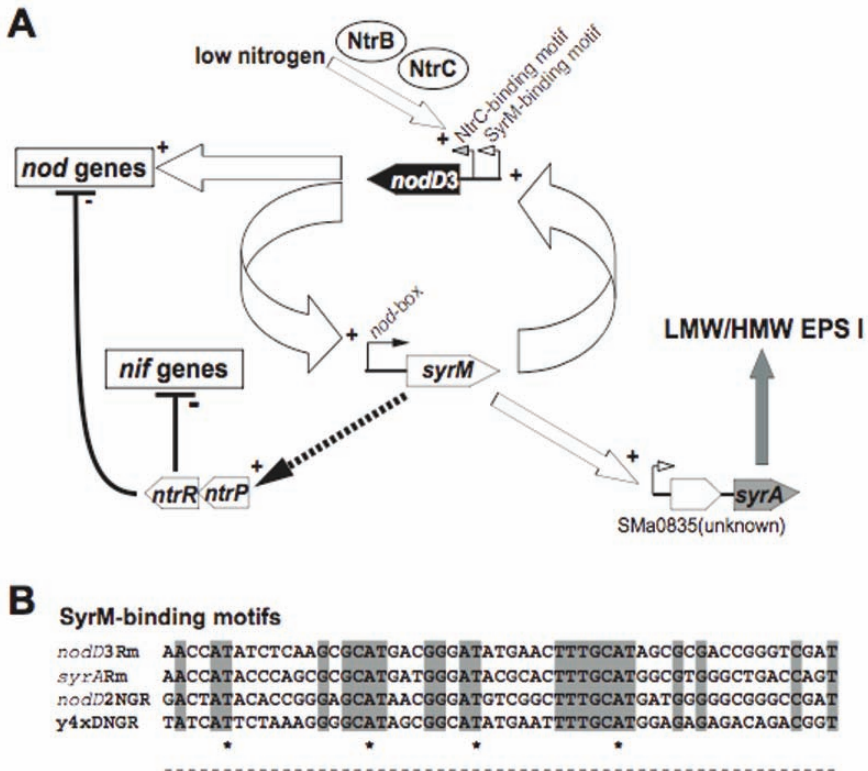 A
low nitrogen
NtrB
NtrC
NtrC-binding motif
SyrM-binding motif
+
nod genes
+
-
nodD3
+
+
nod-box
nif genes
-
syrM
LMW/HMW EPS I
+
ntrR
ntrP
+
syrA
SMa0835(unknown)
B
SyrM-binding motifs
nodD3Rm AACCATATCTCAAGCGCATGACGGGATATGAACTTTGCATAGCGCGACCGGGTCGAT
syrARm AACCATACCCAGCGCGCATGATGGGATACGCACTTTGCATGGCGTGGGCTGACCAGT
nodD2NGR GACTATACACCGGGAGCATAACGGGATGTCGGCTTTGCATGATGGGGGCGGGCCGAT
y4xDNGR TATCATTCTAAAGGGGCATAGCGGCATATGAATTTTGCATGGAGAGAGACAGACGGT
* * * *
---------------------------------------------------------